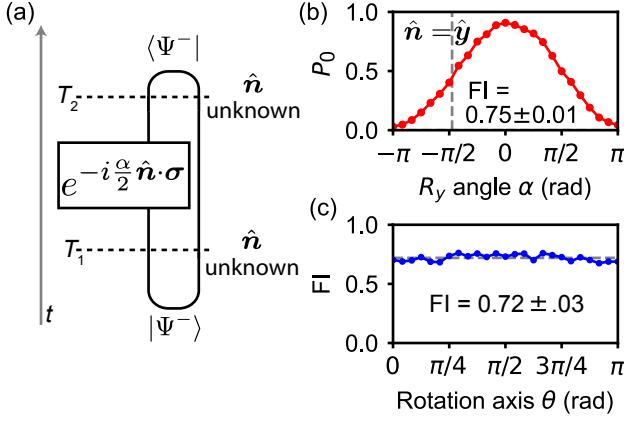 (a)
⟨Ψ⁻|
T₂
n̂
unknown
e^{-i α/2 n̂·σ}
T₁
n̂
unknown
t
|Ψ⁻⟩
(b)
n̂ = ŷ
P₀
1.0
0.5
0.0
FI =
0.75±0.01
−π
−π/2
0
π/2
π
R_y angle α (rad)
(c)
FI
1.0
0.5
0.0
FI = 0.72 ± .03
0
π/4
π/2
3π/4
π
Rotation axis θ (rad)